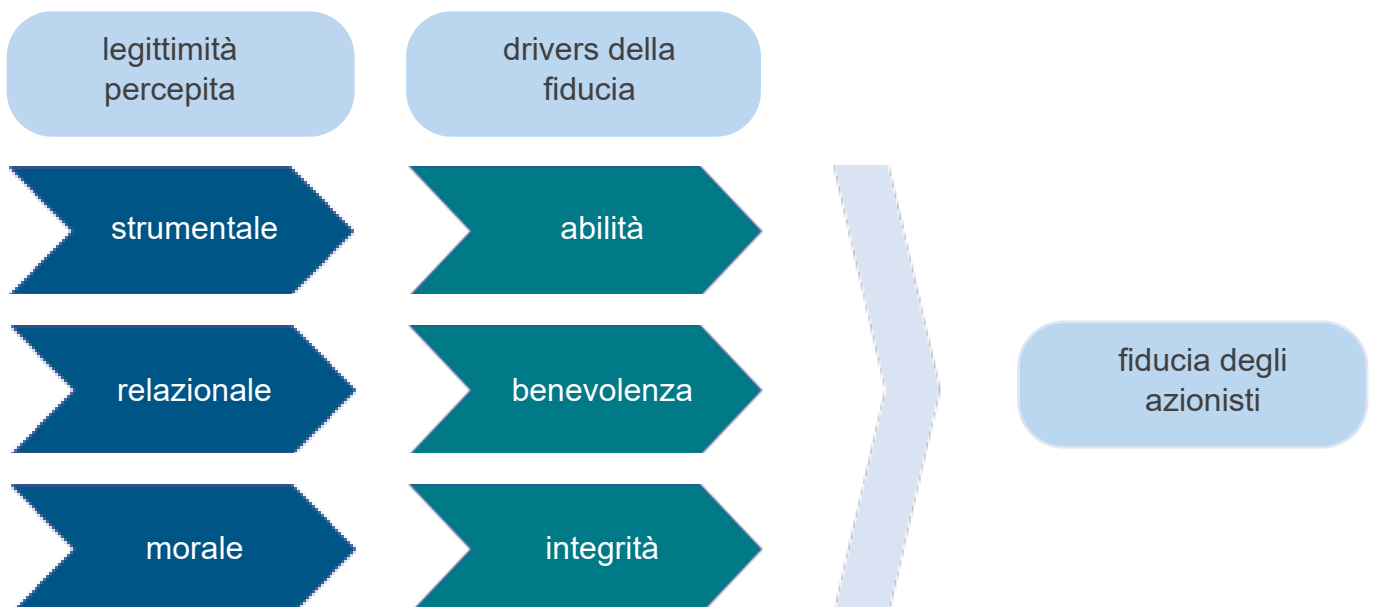 legittimità
percepita
drivers della
fiducia
strumentale
abilità
relazionale
benevolenza
fiducia degli
azionisti
morale
integrità